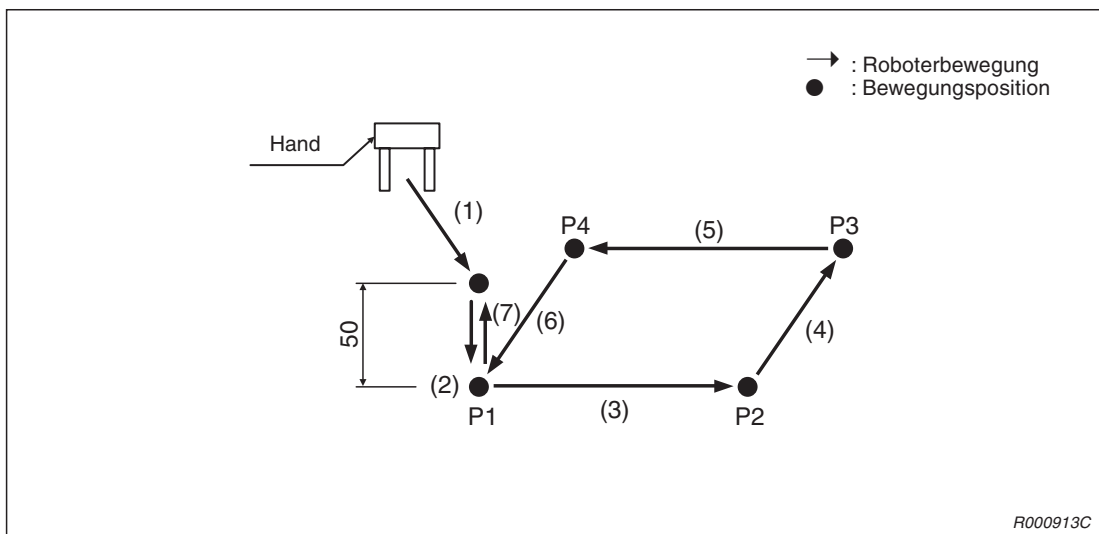 : Roboterbewegung
: Bewegungsposition
Hand
(1)
P4
(5)
P3
50
(7)
(6)
(4)
(2)
P1
(3)
P2
R000913C